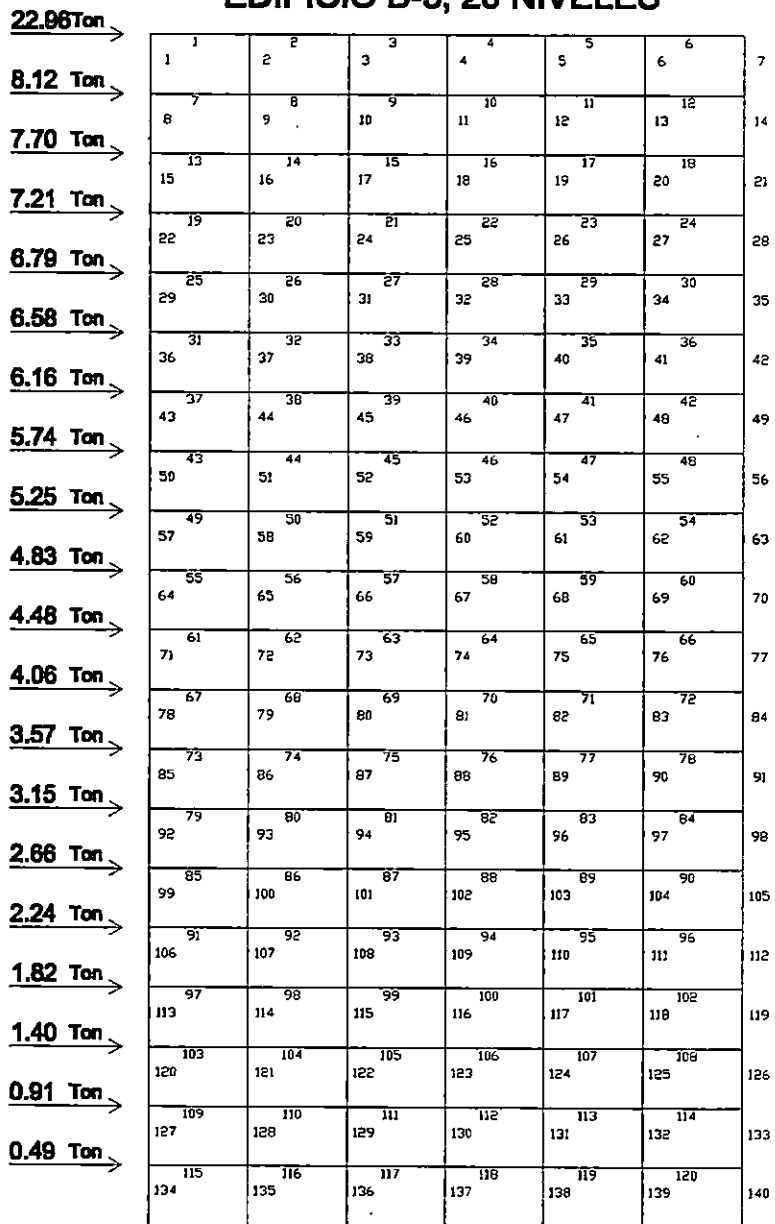 EDIFICIO 20 NIVELES
22.96Ton
1 2 3 4 5 6
1 2 3 4 5 6 7
8.12 Ton
7 8 9 10 11 12
8 9 10 11 12 13 14
7.70 Ton
13 14 15 16 17 18
15 16 17 18 19 20 21
7.21 Ton
19 20 21 22 23 24
22 23 24 25 26 27 28
6.79 Ton
25 26 27 28 29 30
29 30 31 32 33 34 35
6.58 Ton
31 32 33 34 35 36
36 37 38 39 40 41 42
6.16 Ton
37 38 39 40 41 42
43 44 45 46 47 48 49
5.74 Ton
43 44 45 46 47 48
50 51 52 53 54 55 56
5.25 Ton
49 50 51 52 53 54
57 58 59 60 61 62 63
4.83 Ton
55 56 57 58 59 60
64 65 66 67 68 69 70
4.48 Ton
61 62 63 64 65 66
71 72 73 74 75 76 77
4.06 Ton
67 68 69 70 71 72
78 79 80 81 82 83 84
3.57 Ton
73 74 75 76 77 78
85 86 87 88 89 90 91
3.15 Ton
79 80 81 82 83 84
92 93 94 95 96 97 98
2.66 Ton
85 86 87 88 89 90
99 100 101 102 103 104 105
2.24 Ton
91 92 93 94 95 96
106 107 108 109 110 111 112
1.82 Ton
97 98 99 100 101 102
113 114 115 116 117 118 119
1.40 Ton
103 104 105 106 107 108
120 121 122 123 124 125 126
0.91 Ton
109 110 111 112 113 114
127 128 129 130 131 132 133
0.49 Ton
115 116 117 118 119 120
134 135 136 137 138 139 140